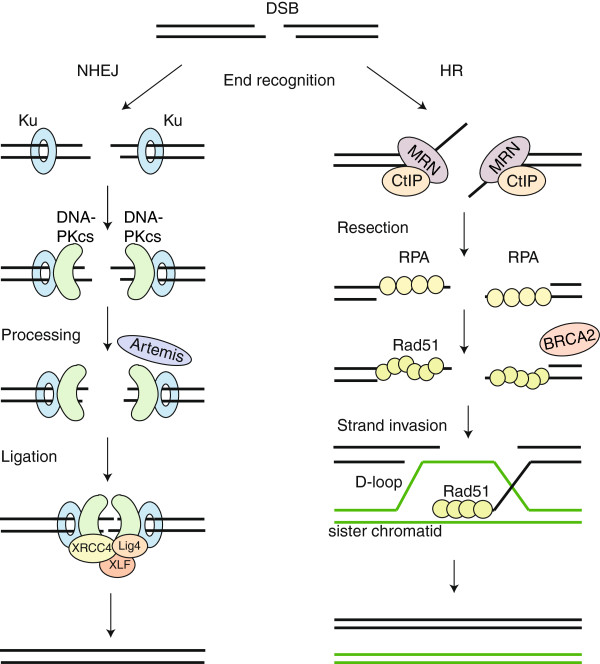 DSB
NHEJ
End recognition
HR
Ku
Ku
MRN
CtIP
MRN
CtIP
DNA-
PKcs
DNA-
PKcs
Resection
RPA
RPA
Processing
Artemis
Rad51
BRCA2
Ligation
Strand invasion
D-loop
Rad51
sister chromatid
XRCC4
Lig4
XLF